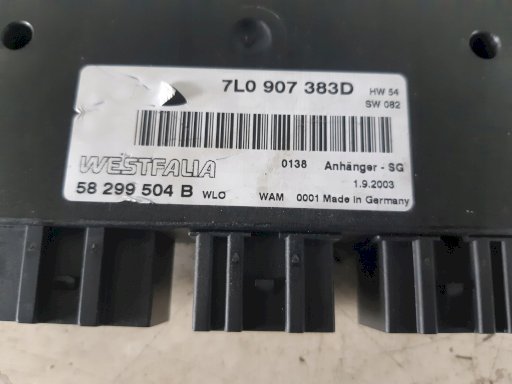 7L0 907 383D HW 54
SW 082
WESTFALIA 0138 Anhänger - SG
1.9.2003
58 299 504 B WLO WAM 0001 Made in Germany